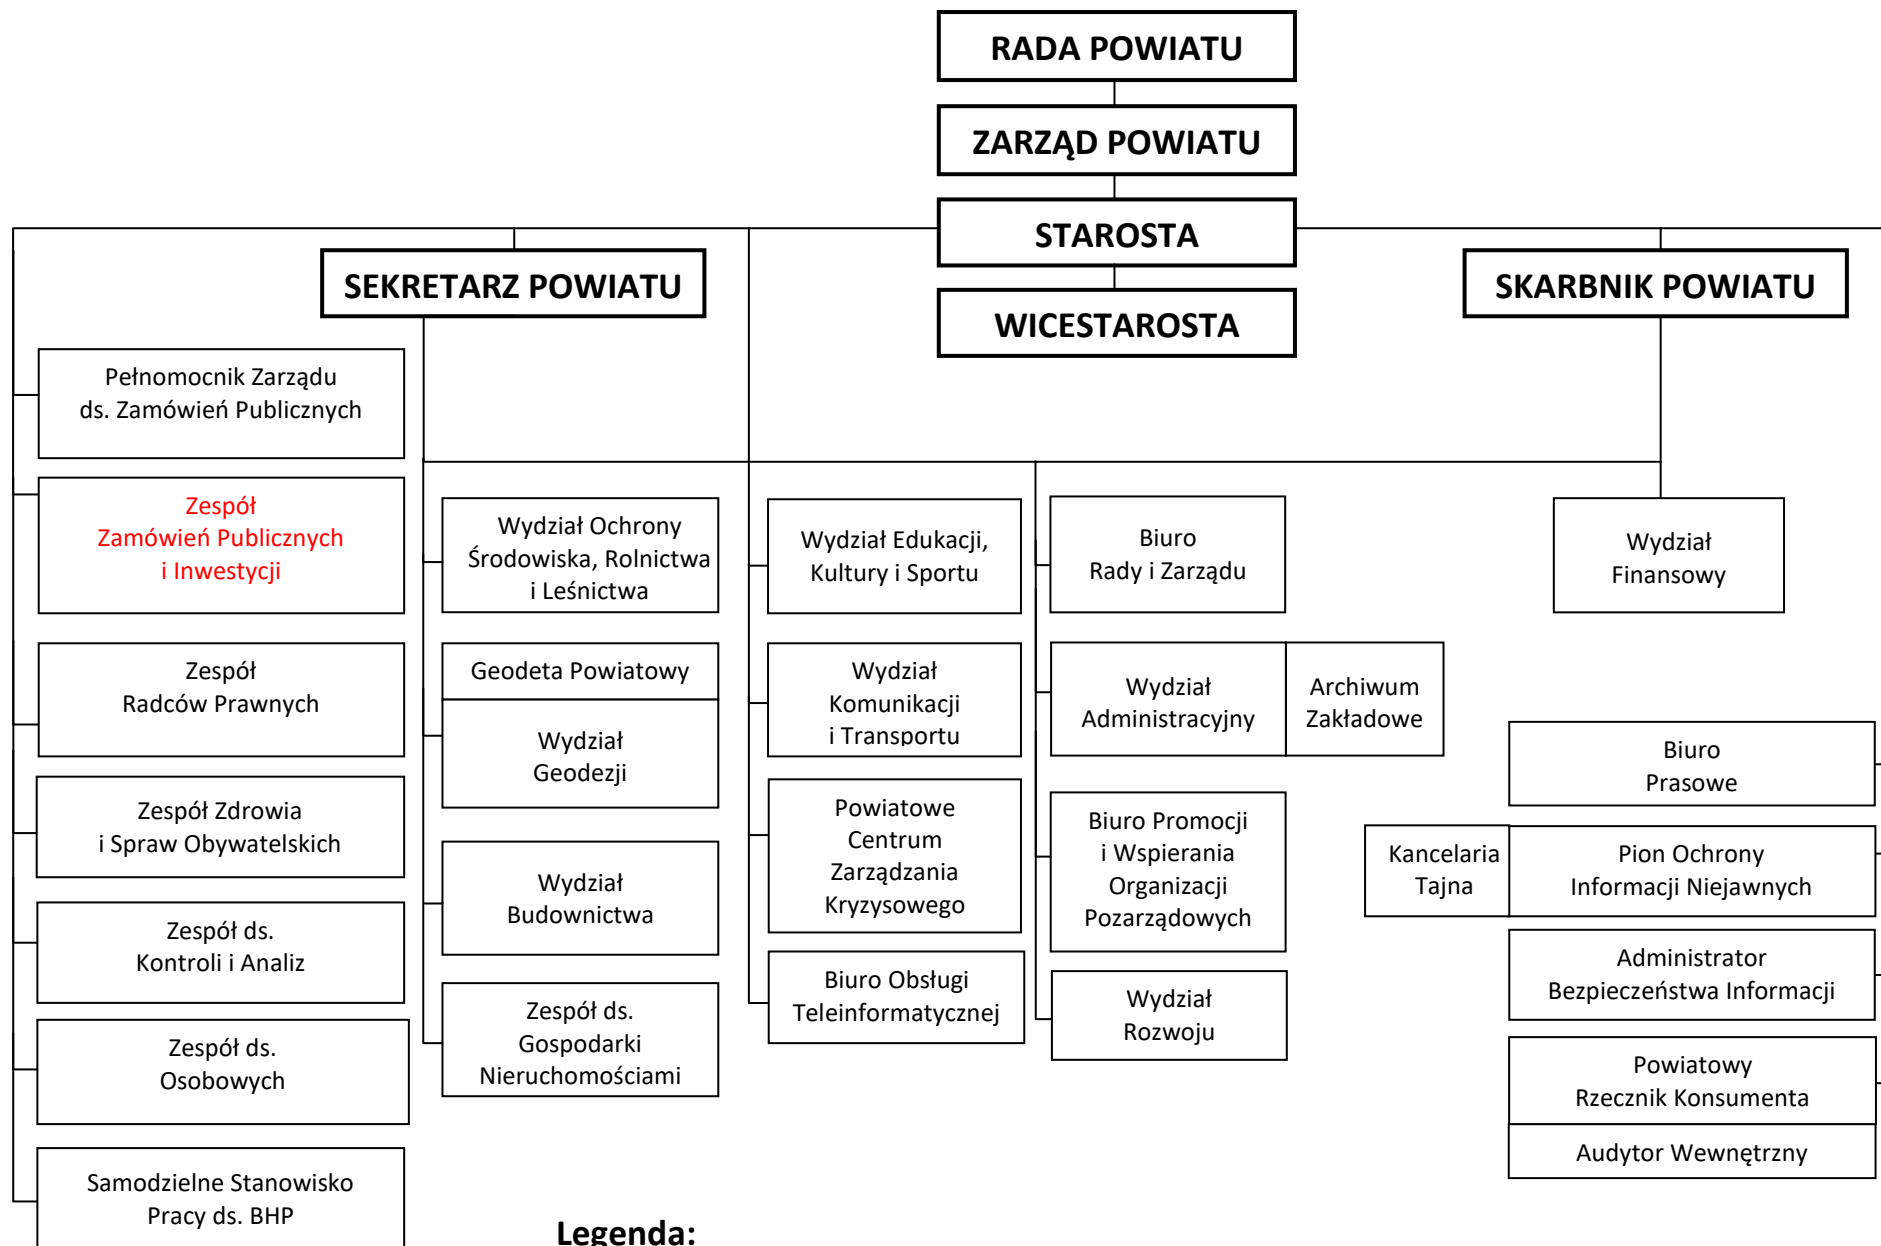 RADA POWIATU
ZARZĄD POWIATU
STAROSTA
WICESTAROSTA
SEKRETARZ POWIATU
SKARBNIK POWIATU
Pełnomocnik Zarządu
ds. Zamówień Publicznych
Zespół
Zamówień Publicznych
i Inwestycji
Zespół
Radców Prawnych
Zespół Zdrowia
i Spraw Obywatelskich
Zespół ds.
Kontroli i Analiz
Zespół ds.
Osobowych
Samodzielne Stanowisko
Pracy ds. BHP
Wydział Ochrony
Środowiska, Rolnictwa
i Leśnictwa
Geodeta Powiatowy
Wydział
Geodezji
Wydział
Budownictwa
Zespół ds.
Gospodarki
Nieruchomościami
Wydział Edukacji,
Kultury i Sportu
Wydział
Komunikacji
i Transportu
Powiatowe
Centrum
Zarządzania
Kryzysowego
Biuro Obsługi
Teleinformatycznej
Biuro
Rady i Zarządu
Wydział
Administracyjny
Archiwum
Zakładowe
Biuro Promocji
i Wspierania
Organizacji
Pozarządowych
Wydział
Rozwoju
Wydział
Finansowy
Biuro
Prasowe
Kancelaria
Tajna
Pion Ochrony
Informacji Niejawnych
Administrator
Bezpieczeństwa Informacji
Powiatowy
Rzecznik Konsumenta
Audytor Wewnętrzny
Legenda: